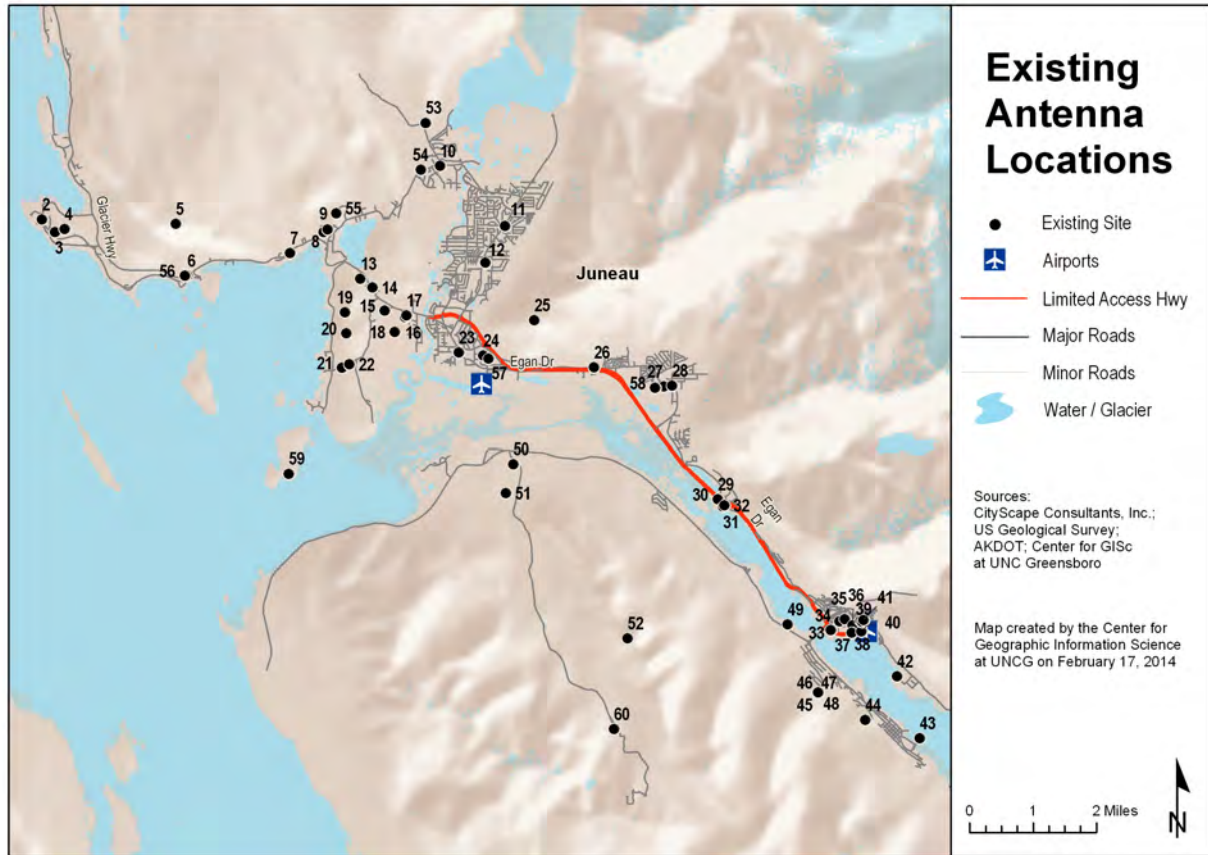 Existing
Antenna
Locations
Existing Site
Airports
Limited Access Hwy
Major Roads
Minor Roads
Water / Glacier
Sources:
CityScape Consultants, Inc.;
US Geological Survey;
AKDOT; Center for GISc
at UNC Greensboro
Map created by the Center for
Geographic Information Science
at UNCG on February 17, 2014
0 1 2 Miles
N
53
54 10
2 4
3
Glacier Hwy
5
9 55
8
11
7
12
56 6
Juneau
13
14
19 15 17
18 16
20
25
23 24
57
Egan Dr
26
21 22
27 28
58
59
50
51
29
30 32
31
Egan
Dr
35 36 41
34 39
33 40
37 38
49
52
42
46 47
45 48
44
43
60